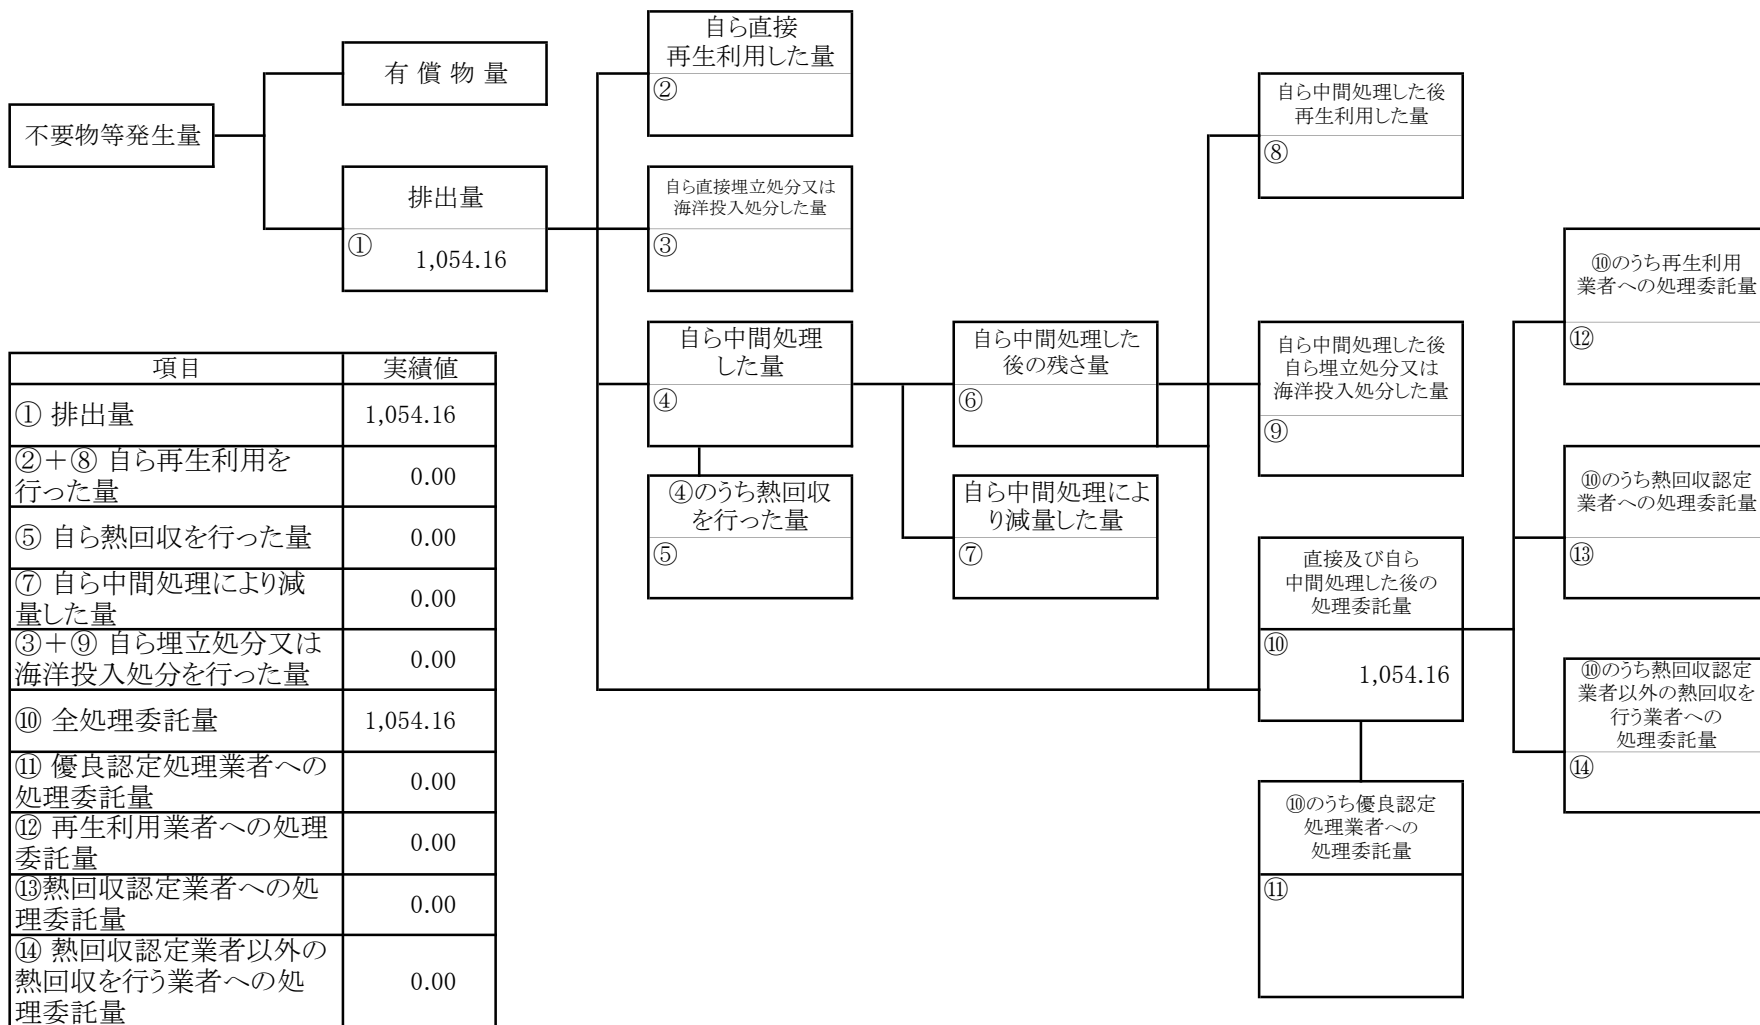 不要物等発生量
有 償 物 量
排出量
①
1,054.16
自ら直接
再生利用した量
②
自ら直接埋立処分又は
海洋投入処分した量
③
自ら中間処理
した量
④
④のうち熱回収
を行った量
⑤
自ら中間処理した
後の残さ量
⑥
自ら中間処理によ
り減量した量
⑦
自ら中間処理した後
再生利用した量
⑧
自ら中間処理した後
自ら埋立処分又は
海洋投入処分した量
⑨
直接及び自ら
中間処理した後の
処理委託量
⑩
1,054.16
⑩のうち優良認定
処理業者への
処理委託量
⑪
⑩のうち再生利用
業者への処理委託量
⑫
⑩のうち熱回収認定
業者への処理委託量
⑬
⑩のうち熱回収認定
業者以外の熱回収を
行う業者への
処理委託量
⑭
項目 実績値
① 排出量 1,054.16
②＋⑧ 自ら再生利用を
行った量 0.00
⑤ 自ら熱回収を行った量 0.00
⑦ 自ら中間処理により減
量した量 0.00
③＋⑨ 自ら埋立処分又は
海洋投入処分を行った量 0.00
⑩ 全処理委託量 1,054.16
⑪ 優良認定処理業者への
処理委託量 0.00
⑫ 再生利用業者への処理
委託量 0.00
⑬熱回収認定業者への処
理委託量 0.00
⑭ 熱回収認定業者以外の
熱回収を行う業者への処
理委託量 0.00